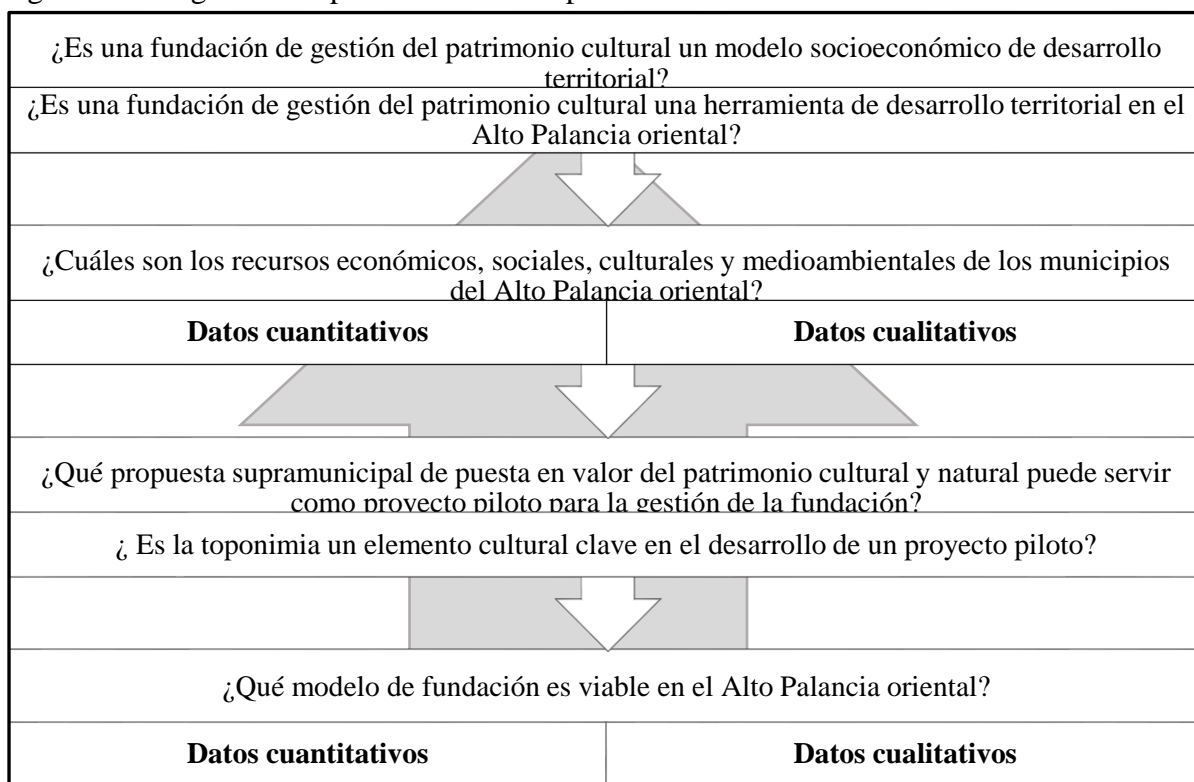 ¿Es una fundación de gestión del patrimonio cultural un modelo socioeconómico de desarrollo
territorial?
¿Es una fundación de gestión del patrimonio cultural una herramienta de desarrollo territorial en el
Alto Palancia oriental?
¿Cuáles son los recursos económicos, sociales, culturales y medioambientales de los municipios
del Alto Palancia oriental?
Datos cuantitativos
Datos cualitativos
¿Qué propuesta supramunicipal de puesta en valor del patrimonio cultural y natural puede servir
como proyecto piloto para la gestión de la fundación?
¿ Es la toponimia un elemento cultural clave en el desarrollo de un proyecto piloto?
¿Qué modelo de fundación es viable en el Alto Palancia oriental?
Datos cuantitativos
Datos cualitativos